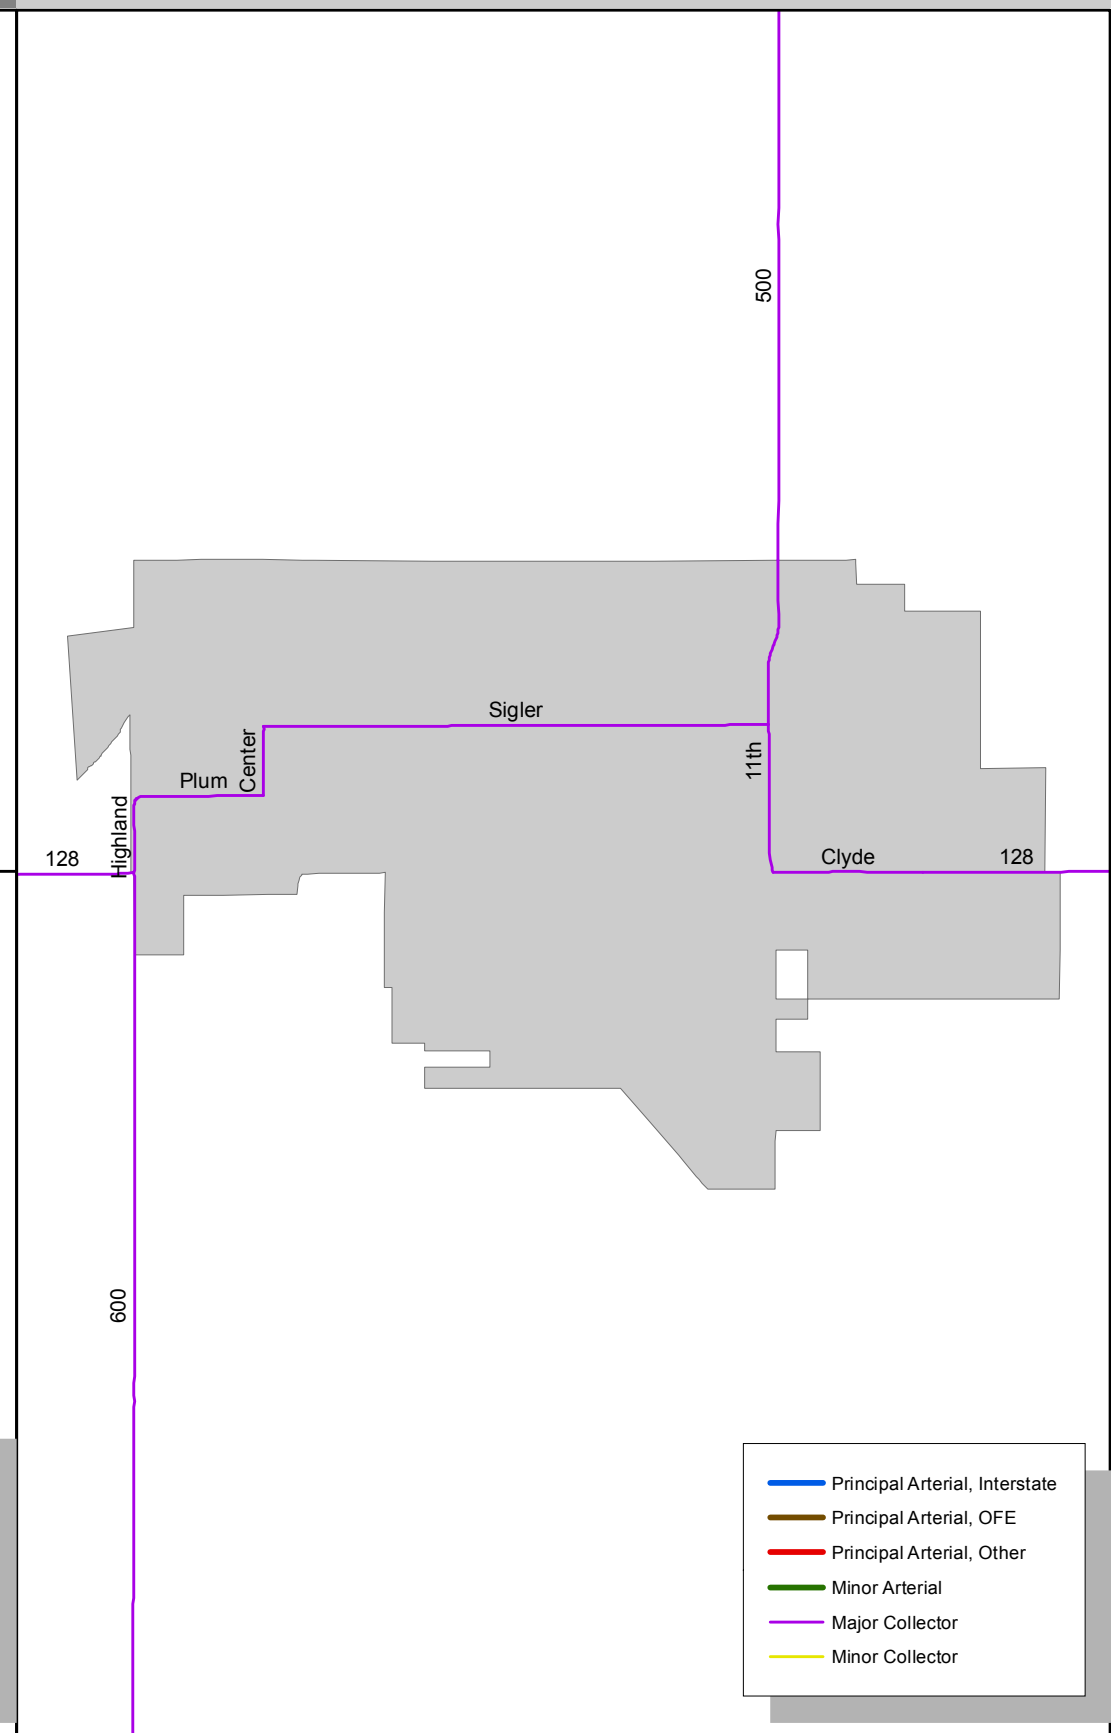 500
Sigler
Center
11th
Plum
Highland
128
Clyde
128
600
Principal Arterial, Interstate
Principal Arterial, OFE
Principal Arterial, Other
Minor Arterial
Major Collector
Minor Collector